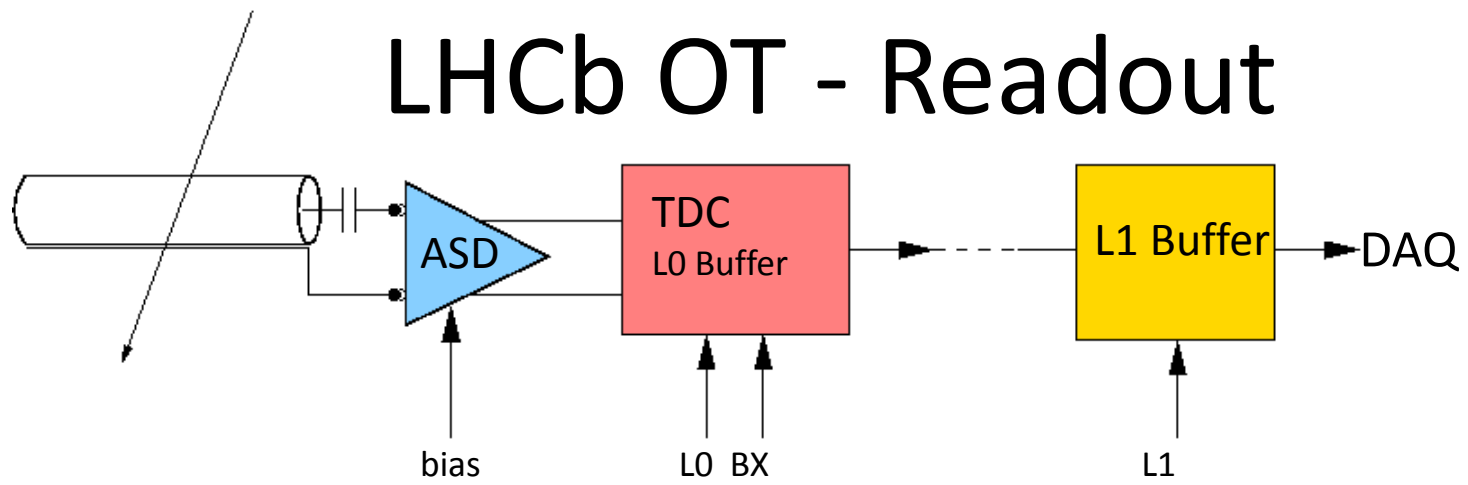 LHCb OT - Readout
ASD
TDC
L0 Buffer
L1 Buffer
DAQ
bias
L0 BX
L1